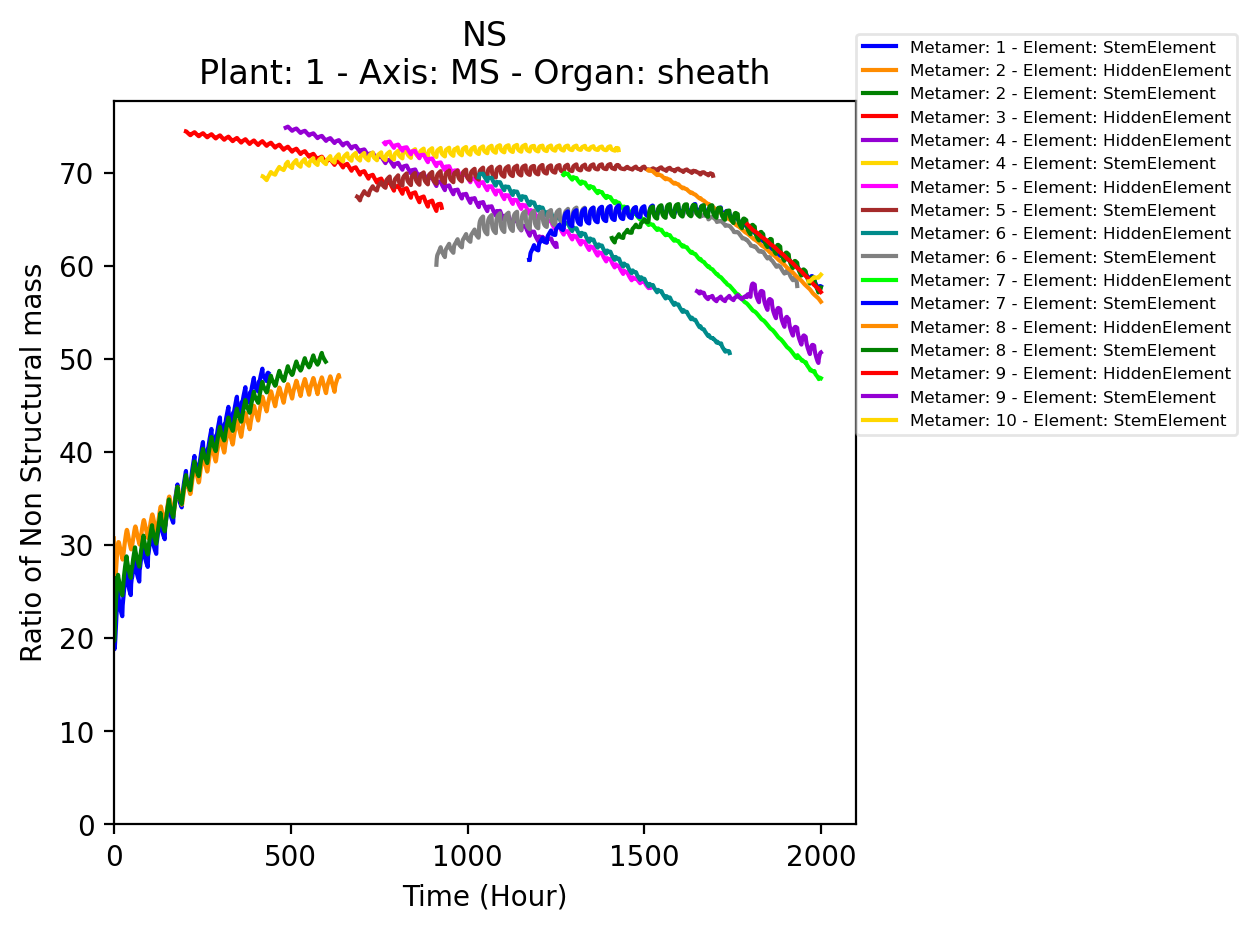 NS
Plant: 1 - Axis: MS - Organ: sheath
Metamer: 1 - Element: StemElement
Metamer: 2 - Element: HiddenElement
Metamer: 2 - Element: StemElement
Metamer: 3 - Element: HiddenElement
Metamer: 4 - Element: HiddenElement
Metamer: 4 - Element: StemElement
Metamer: 5 - Element: HiddenElement
Metamer: 5 - Element: StemElement
Metamer: 6 - Element: HiddenElement
Metamer: 6 - Element: StemElement
Metamer: 7 - Element: HiddenElement
Metamer: 7 - Element: StemElement
Metamer: 8 - Element: HiddenElement
Metamer: 8 - Element: StemElement
Metamer: 9 - Element: HiddenElement
Metamer: 9 - Element: StemElement
Metamer: 10 - Element: StemElement
Ratio of Non Structural mass
70
60
50
40
30
20
10
0
0 500 1000 1500 2000
Time (Hour)